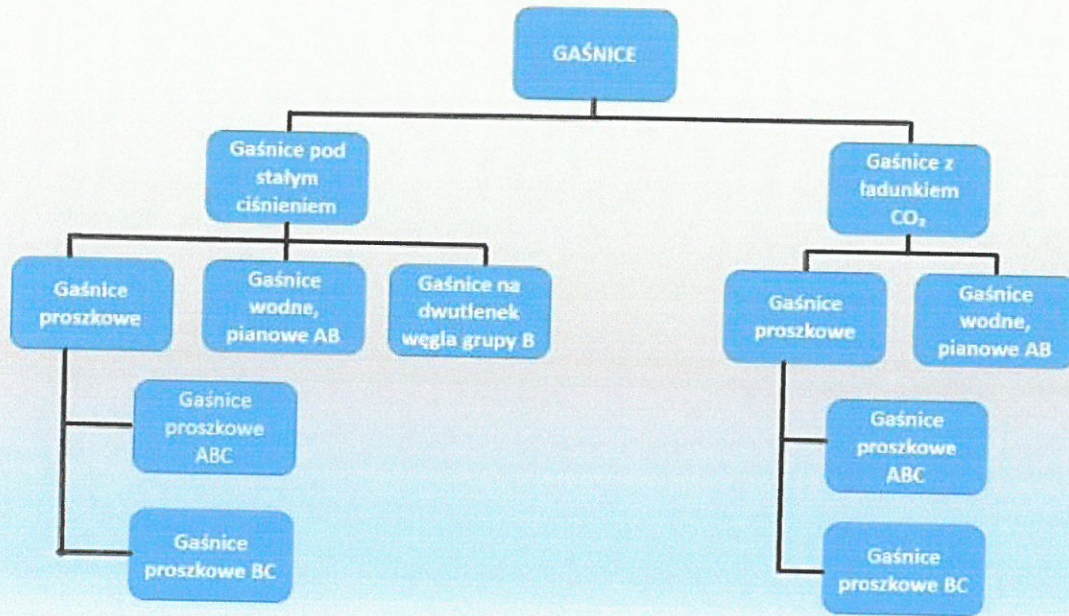 GAŚNICE
Gaśnice pod
stałym
ciśnieniem
Gaśnice z
ładunkiem
CO₂
Gaśnice
proszkowe
Gaśnice
wodne,
pianowe AB
Gaśnice na
dwutlenek
węgla grupy B
Gaśnice
proszkowe
Gaśnice
wodne,
pianowe AB
Gaśnice
proszkowe
ABC
Gaśnice
proszkowe
ABC
Gaśnice
proszkowe BC
Gaśnice
proszkowe BC